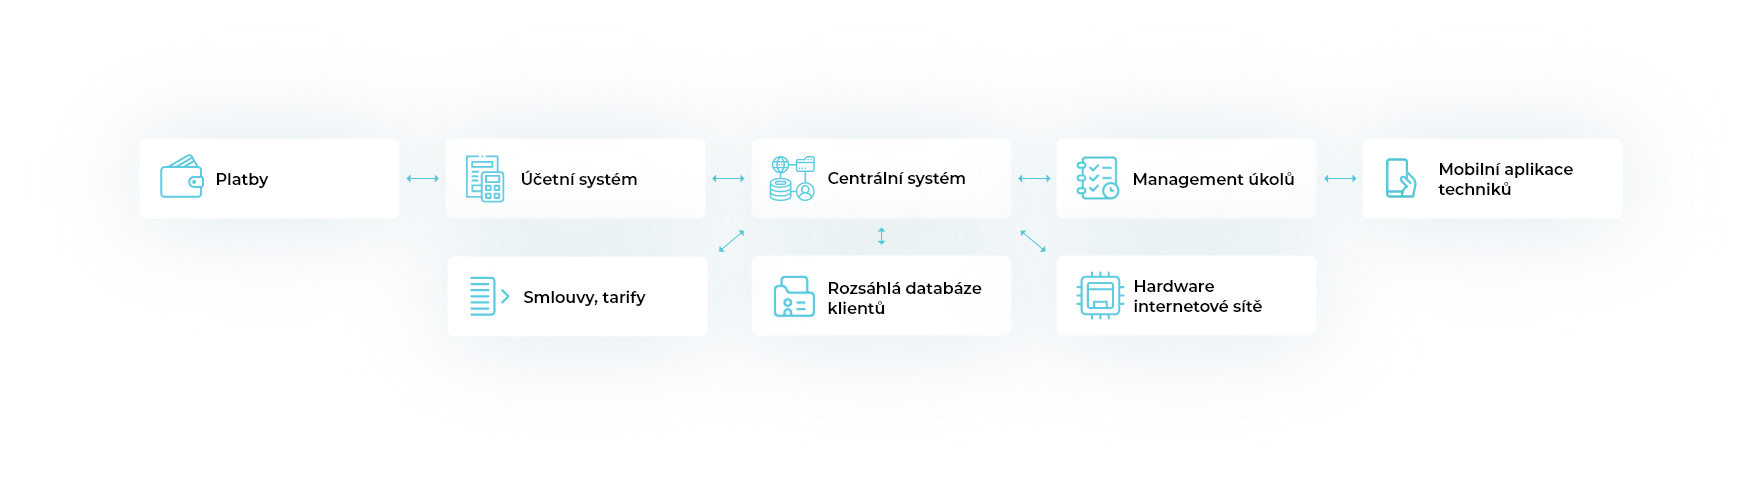 Platby
Účetní systém
Centrální systém
Management úkolů
Mobilní aplikace
techniků
Smlouvy, tarify
Rozsáhlá databáze
klientů
Hardware
internetové sítě